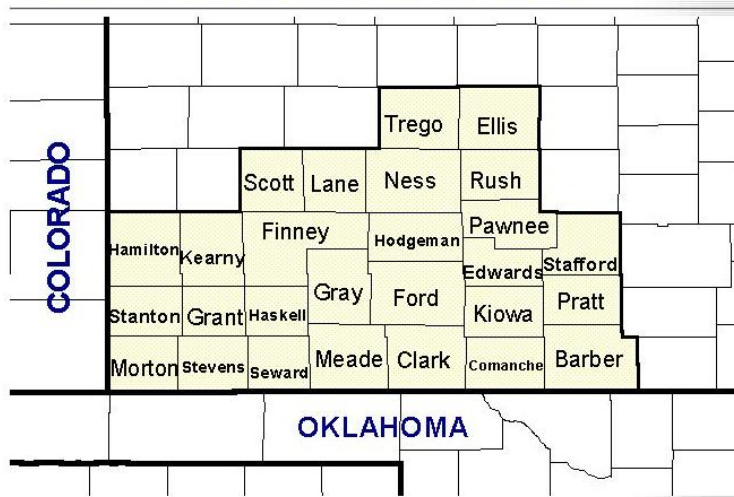 Trego Ellis
Scott Lane Ness Rush
Hamilton Kearny Finney Hodgeman Pawnee
Edwards Stafford
Stanton Grant Haskell Gray Ford Kiowa Pratt
Morton Stevens Seward Meade Clark Comanche Barber
COLORADO
OKLAHOMA